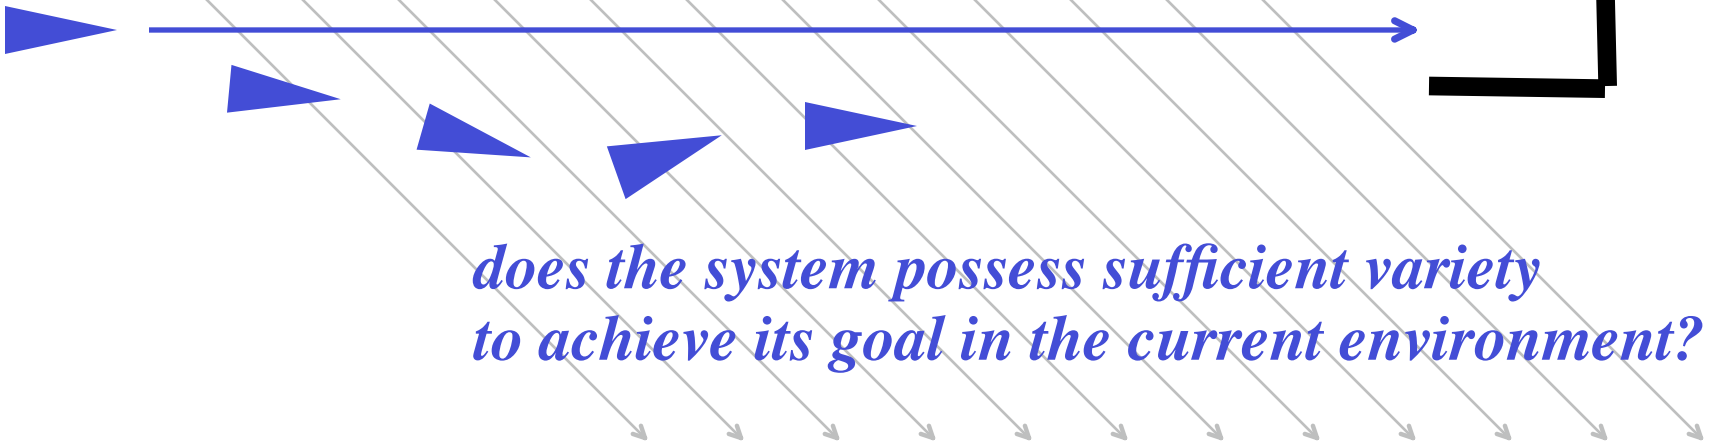 does the system possess sufficient variety
to achieve its goal in the current environment?